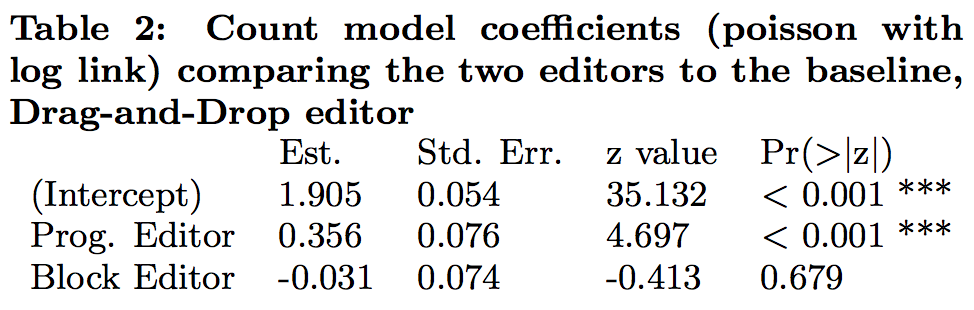 Table 2: Count model coefficients (poisson with
log link) comparing the two editors to the baseline,
Drag-and-Drop editor
Est. Std. Err. z value Pr(>|z|)
(Intercept) 1.905 0.054 35.132 < 0.001 ***
Prog. Editor 0.356 0.076 4.697 < 0.001 ***
Block Editor -0.031 0.074 -0.413 0.679